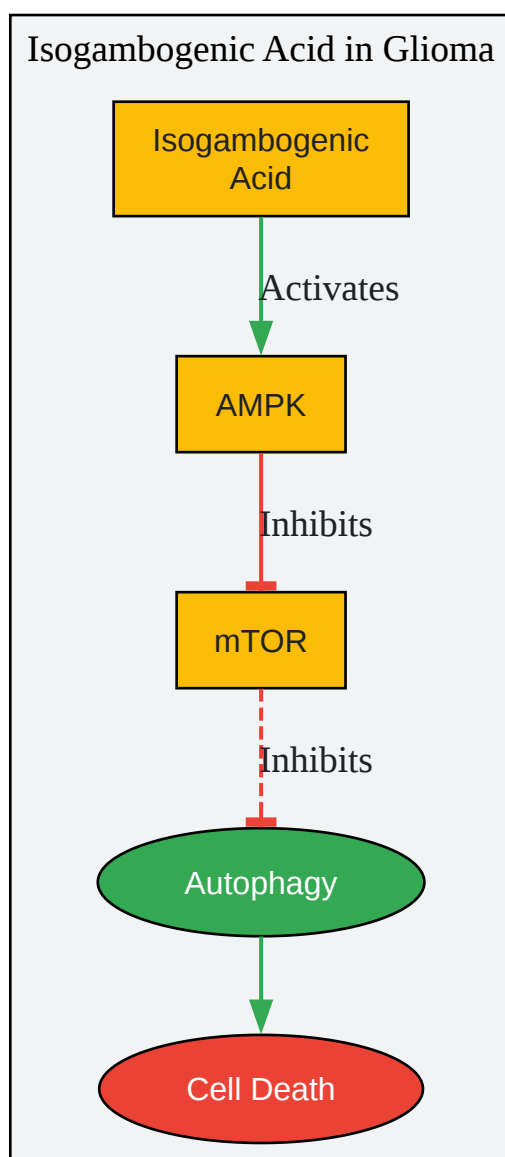 Isogambogenic Acid in Glioma
Isogambogenic
Acid
Activates
AMPK
Inhibits
mTOR
Inhibits
Autophagy
Cell Death